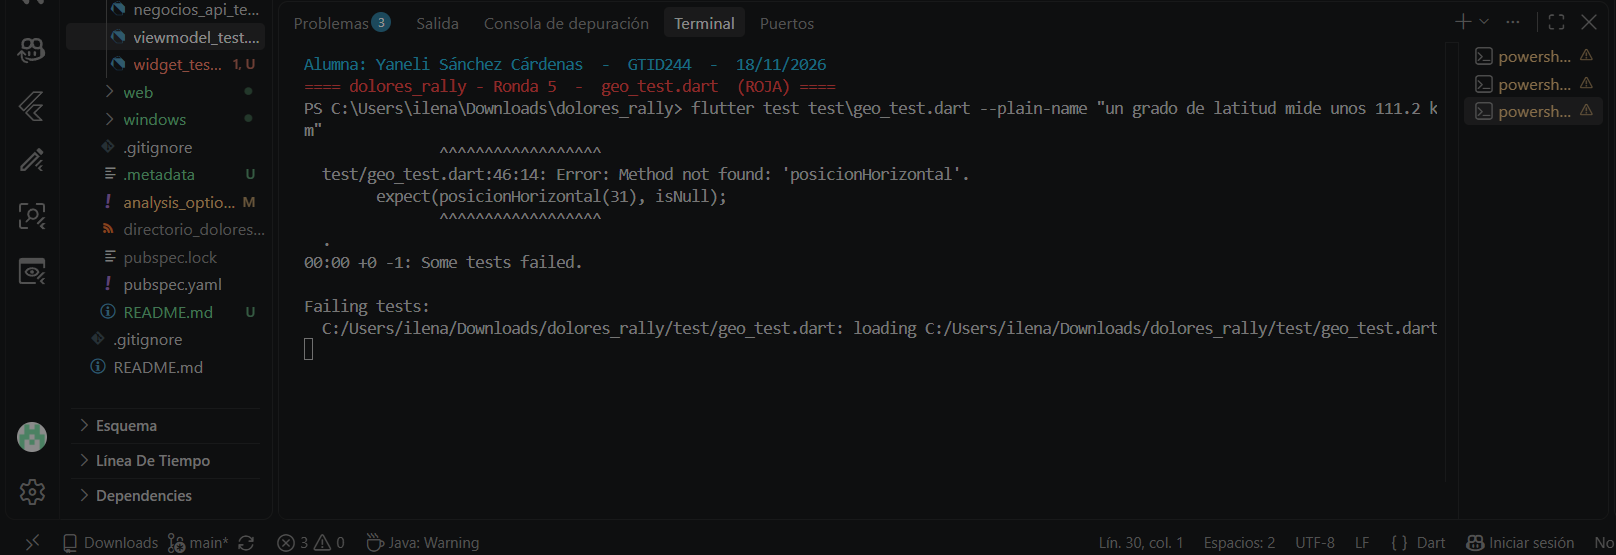 negocios_api_te...
viewmodel_test....
widget_tes... 1, U
web
windows
.gitignore
.metadata U
analysis_optio... M
directorio_dolores...
pubspec.lock
pubspec.yaml
README.md U
.gitignore
README.md
Esquema
Línea De Tiempo
Dependencies
Problemas 3 Salida Consola de depuración Terminal Puertos
Alumna: Yaneli Sánchez Cárdenas - GTID244 - 18/11/2026
==== dolores_rally - Ronda 5 - geo_test.dart (ROJA) ====
PS C:\Users\ilena\Downloads\dolores_rally> flutter test test\geo_test.dart --plain-name "un grado de latitud mide unos 111.2 k
m"
^^^^^^^^^^^^^^^^^^
test/geo_test.dart:46:14: Error: Method not found: 'posicionHorizontal'.
expect(posicionHorizontal(31), isNull);
^^^^^^^^^^^^^^^^^^
.
00:00 +0 -1: Some tests failed.
Failing tests:
C:/Users/ilena/Downloads/dolores_rally/test/geo_test.dart: loading C:/Users/ilena/Downloads/dolores_rally/test/geo_test.dart
powersh...
powersh...
powersh...
Downloads main* 3 0 Java: Warning Lín. 30, col. 1 Espacios: 2 UTF-8 LF { } Dart Iniciar sesión No